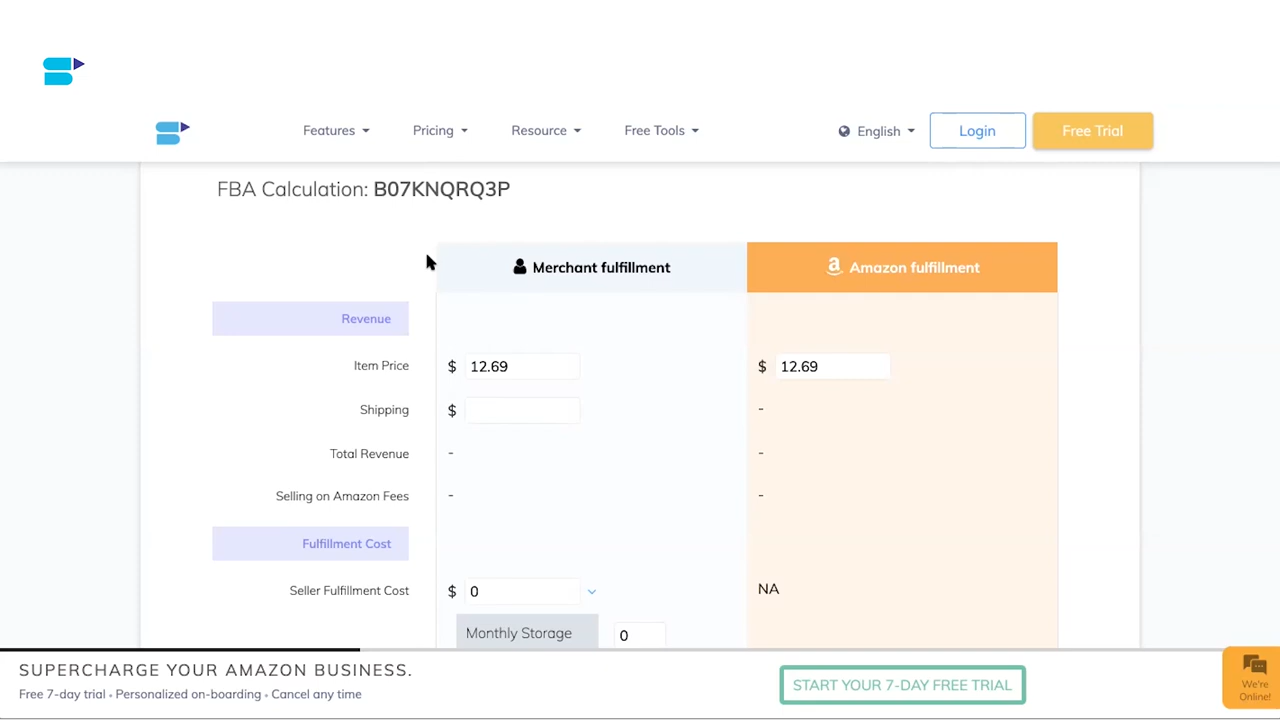 Features
Pricing
Resource
Free Tools
English
Login
Free Trial
FBA Calculation: B07KNQRQ3P
Merchant fulfillment
Amazon fulfillment
Revenue
Item Price $ 12.69 $ 12.69
Shipping $ -
Total Revenue - -
Selling on Amazon Fees - -
Fulfillment Cost
Seller Fulfillment Cost $ 0 NA
Monthly Storage 0
SUPERCHARGE YOUR AMAZON BUSINESS.
Free 7-day trial • Personalized on-boarding • Cancel any time
START YOUR 7-DAY FREE TRIAL
We're
Online!